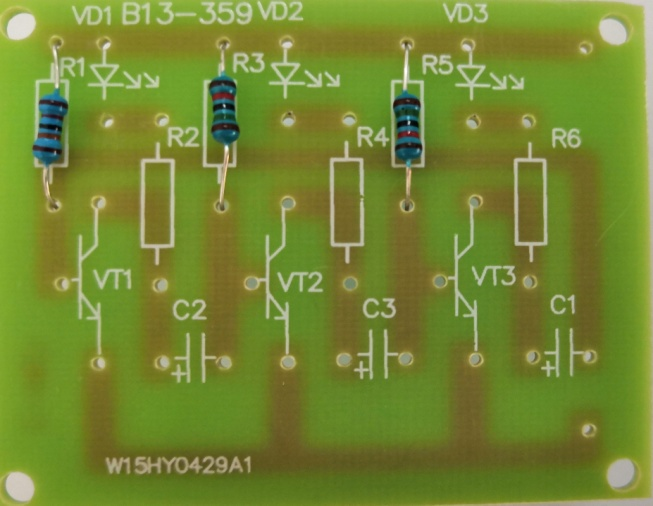 VD1 B13-359 VD2 VD3
R1 R3 R5
R2 R4 R6
VT1 VT2 VT3
C2 C3 C1
+ + +
W15HY0429A1